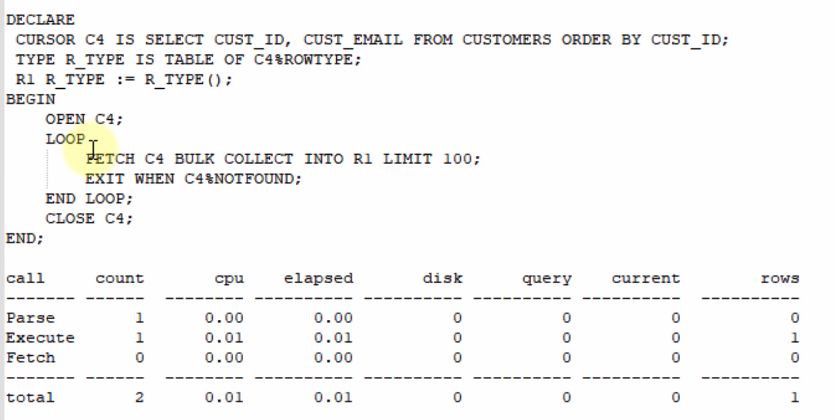 DECLARE
CURSOR C4 IS SELECT CUST_ID, CUST_EMAIL FROM CUSTOMERS ORDER BY CUST_ID;
TYPE R_TYPE IS TABLE OF C4%ROWTYPE;
R1 R_TYPE := R_TYPE();
BEGIN
OPEN C4;
LOOP
FETCH C4 BULK COLLECT INTO R1 LIMIT 100;
EXIT WHEN C4%NOTFOUND;
END LOOP;
CLOSE C4;
END;
call count cpu elapsed disk query current rows
------- ------ -------- ---------- ---------- ---------- ---------- ----------
Parse 1 0.00 0.00 0 0 0 0
Execute 1 0.01 0.01 0 0 0 1
Fetch 0 0.00 0.00 0 0 0 0
------- ------ -------- ---------- ---------- ---------- ---------- ----------
total 2 0.01 0.01 0 0 0 1